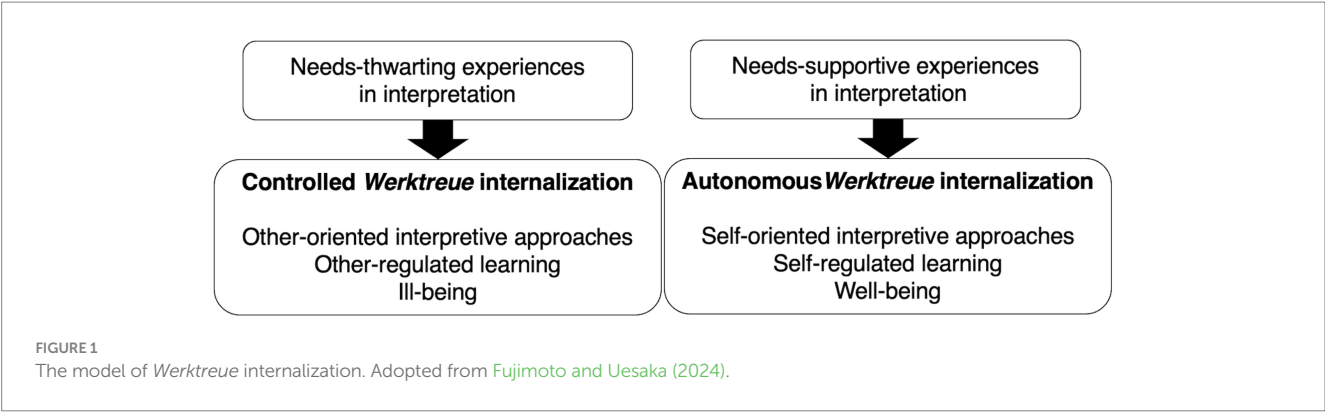 Needs-thwarting experiences
in interpretation
Needs-supportive experiences
in interpretation
Controlled Werktreue internalization
Other-oriented interpretive approaches
Other-regulated learning
Ill-being
Autonomous Werktreue internalization
Self-oriented interpretive approaches
Self-regulated learning
Well-being
FIGURE 1
The model of Werktreue internalization. Adopted from Fujimoto and Uesaka (2024).